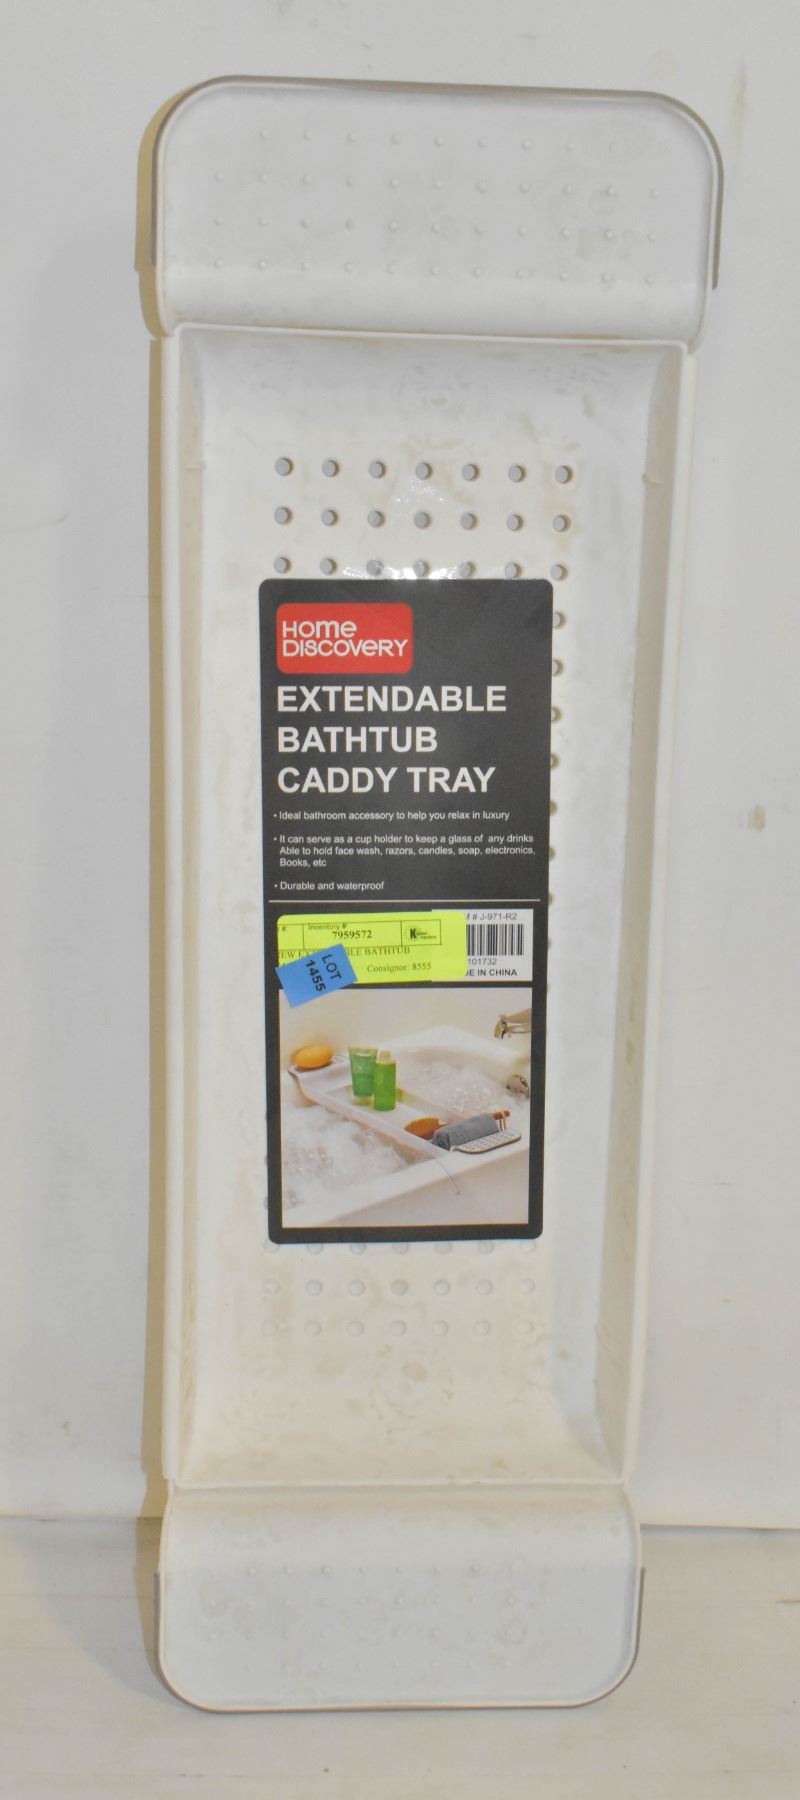 HOme
DISCOVERY
EXTENDABLE
BATHTUB
CADDY TRAY
• Ideal bathroom accessory to help you relax in luxury
• It can serve as a cup holder to keep a glass of any drinks
Able to hold face wash, razors, candles, soap, electronics,
Books, etc
• Durable and waterproof
#: Inventory #:
7959572
BATHTUB
Consignor: 8555
LOT
1455
# J-971-R2
101732
IN CHINA